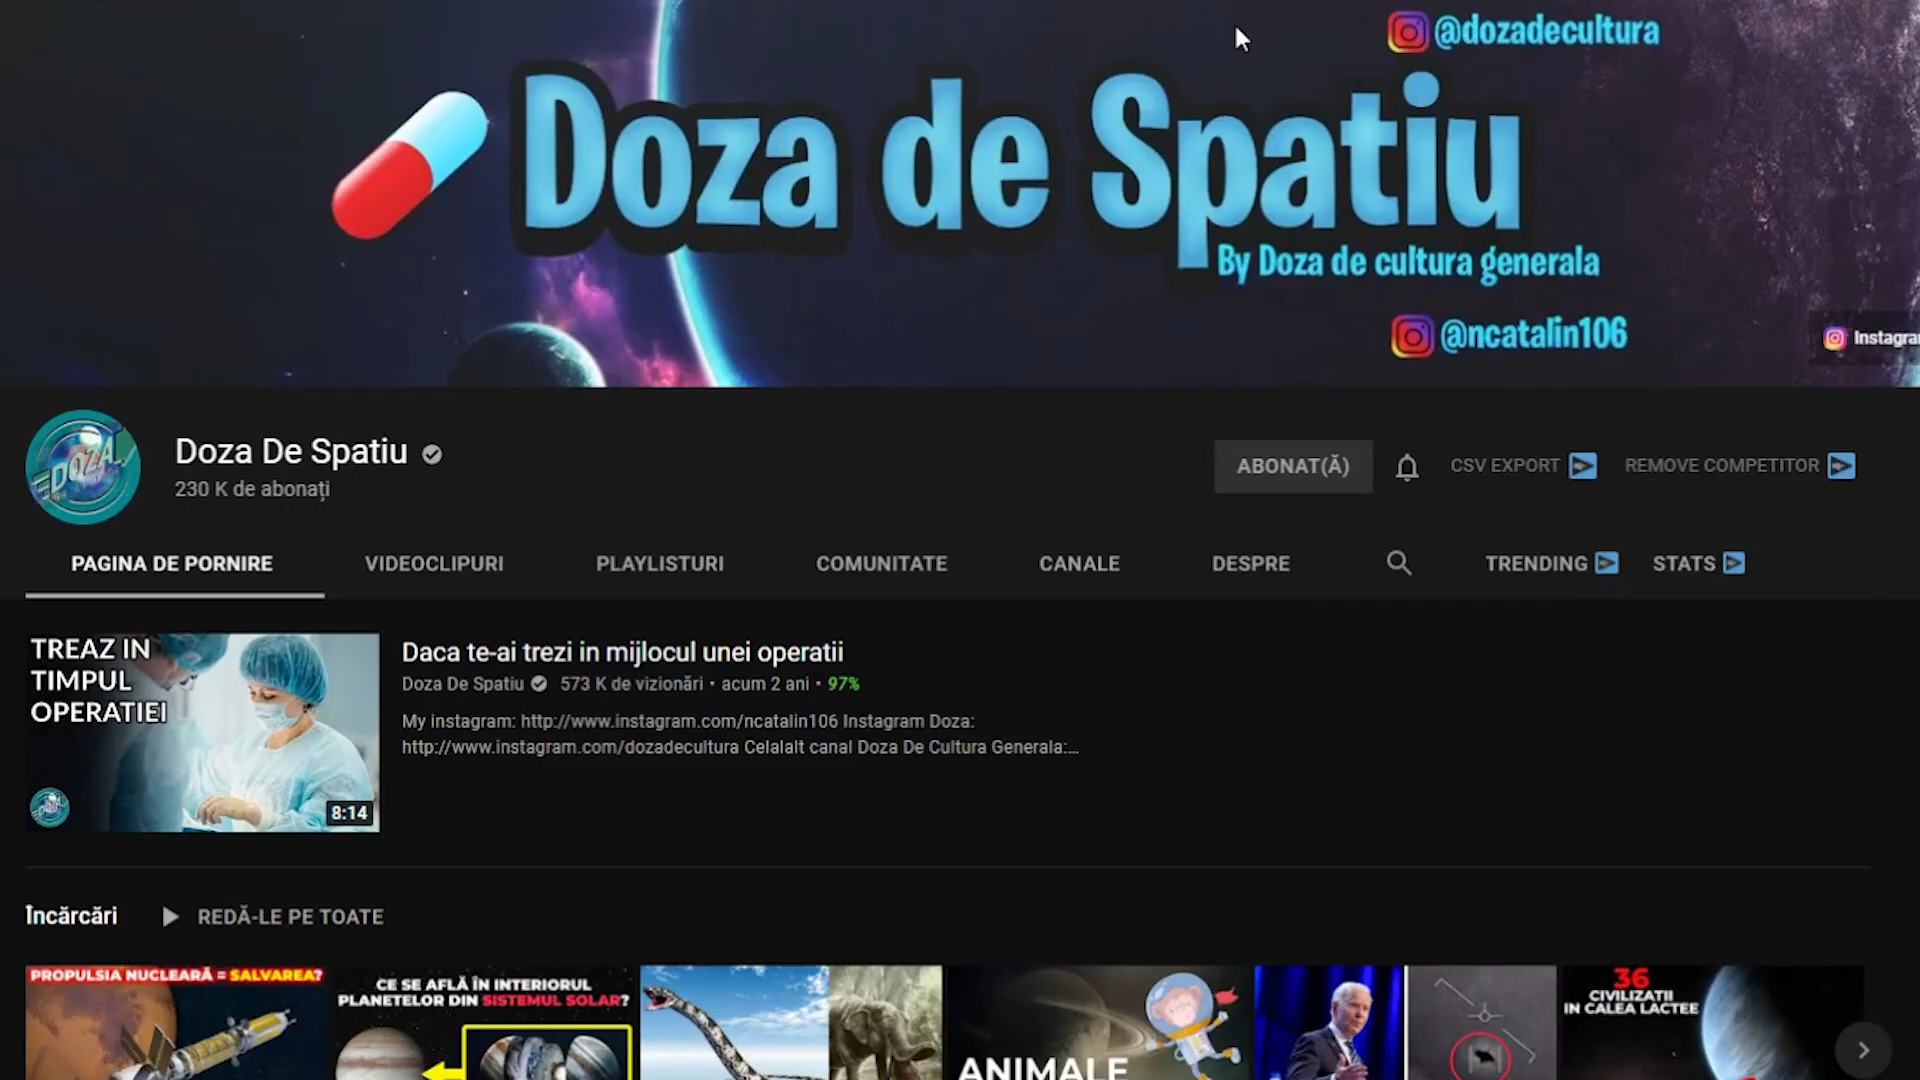 @dozadecultura
Doza de Spatiu
By Doza de cultura generala
@ncatalin106
Doza De Spatiu
230 K de abonați
ABONAT(Ă)
CSV EXPORT
REMOVE COMPETITOR
PAGINA DE PORNIRE
VIDEOCLIPURI
PLAYLISTURI
COMUNITATE
CANALE
DESPRE
TRENDING
STATS
TREAZ IN
TIMPUL
OPERATIEI
8:14
Daca te-ai trezi in mijlocul unei operatii
Doza De Spatiu 573 K de vizionări • acum 2 ani • 97%
My instagram: http://www.instagram.com/ncatalin106 Instagram Doza:
http://www.instagram.com/dozadecultura Celalalt canal Doza De Cultura Generala:...
Încărcări
REDĂ-LE PE TOATE
PROPULSIA NUCLEARĂ = SALVAREA?
CE SE AFLĂ ÎN INTERIORUL
PLANETELOR DIN SISTEMUL SOLAR?
ANIMALE
36
CIVILIZATII
IN CALEA LACTEE
DOZA